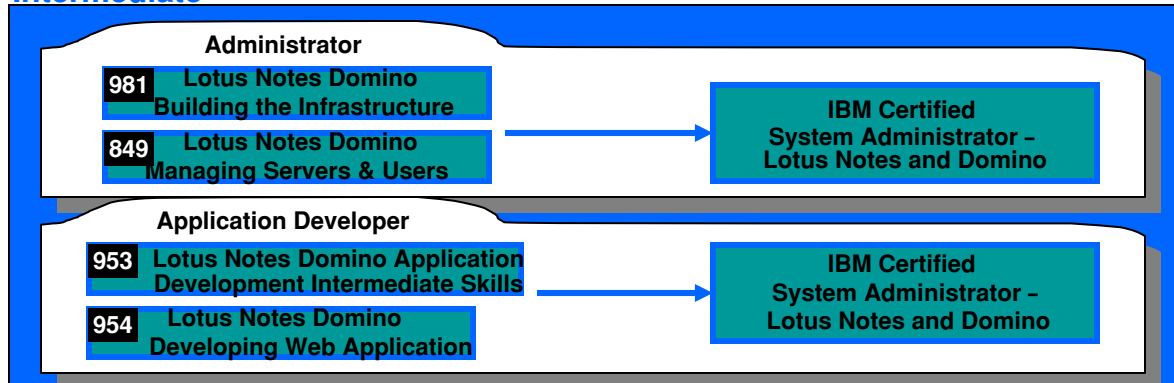 Intermediate
Administrator
981
Lotus Notes Domino
Building the Infrastructure
849
Lotus Notes Domino
Managing Servers & Users
IBM Certified
System Administrator –
Lotus Notes and Domino
Application Developer
953
Lotus Notes Domino Application
Development Intermediate Skills
954
Lotus Notes Domino
Developing Web Application
IBM Certified
System Administrator –
Lotus Notes and Domino